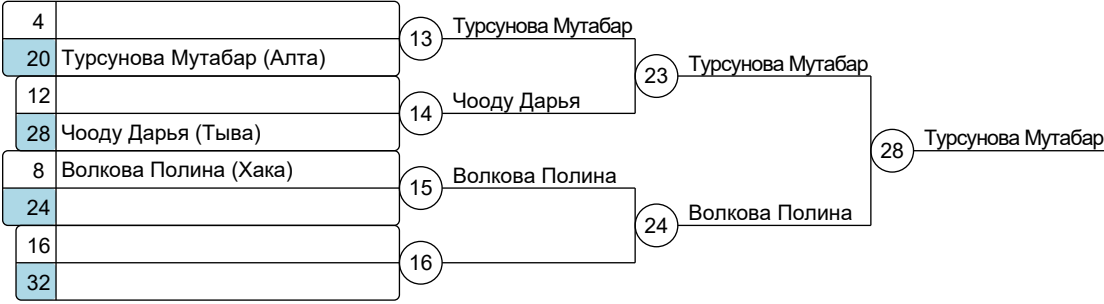 4
20 Турсунова Мутабар (Алта)
12
28 Чооду Дарья (Тыва)
8 Волкова Полина (Хака)
24
16
32
13
14
15
16
Турсунова Мутабар
Чооду Дарья
Волкова Полина
23
24
Турсунова Мутабар
Волкова Полина
28
Турсунова Мутабар